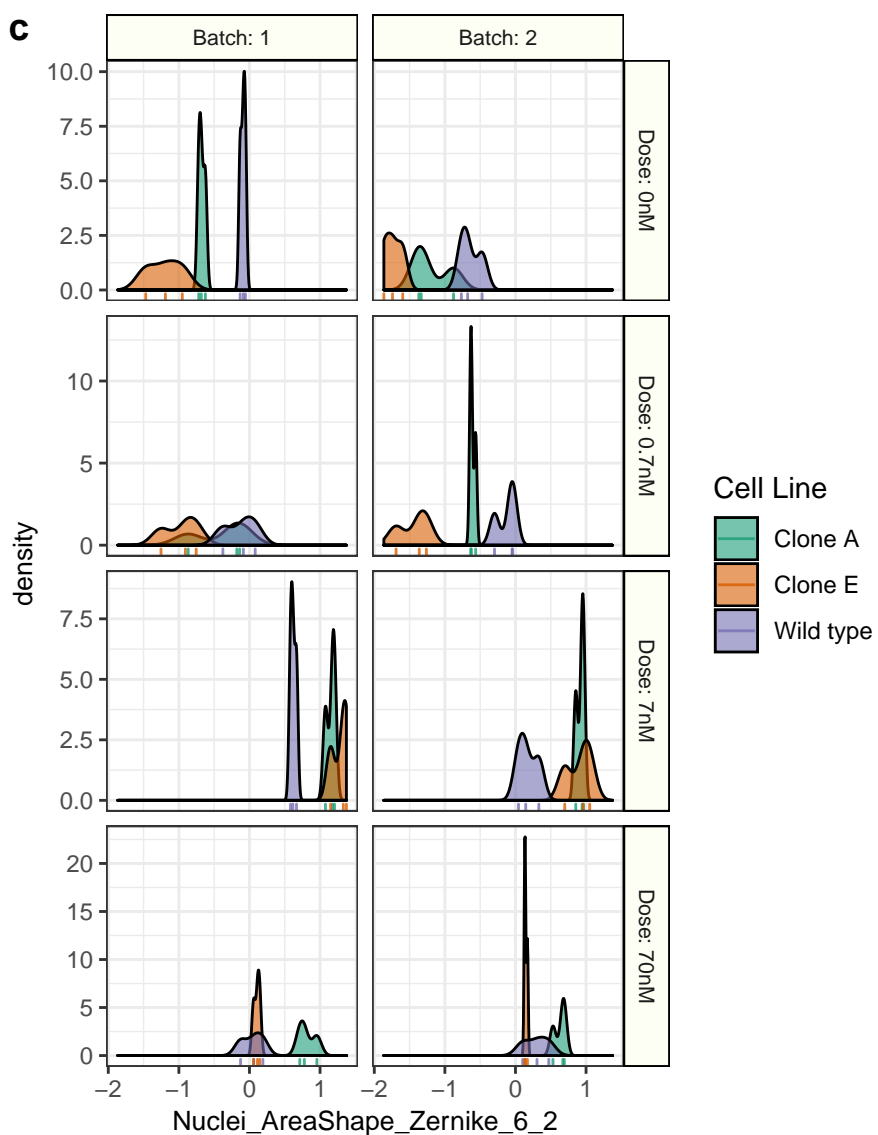 c
Batch: 1
Batch: 2
10.0
7.5
5.0
2.5
0.0
Dose: 0nM
10
5
0
Dose: 0.7nM
7.5
5.0
2.5
0.0
Dose: 7nM
20
15
10
5
0
Dose: 70nM
−2 −1 0 1
−2 −1 0 1
density
Nuclei_AreaShape_Zernike_6_2
Cell Line
Clone A
Clone E
Wild type